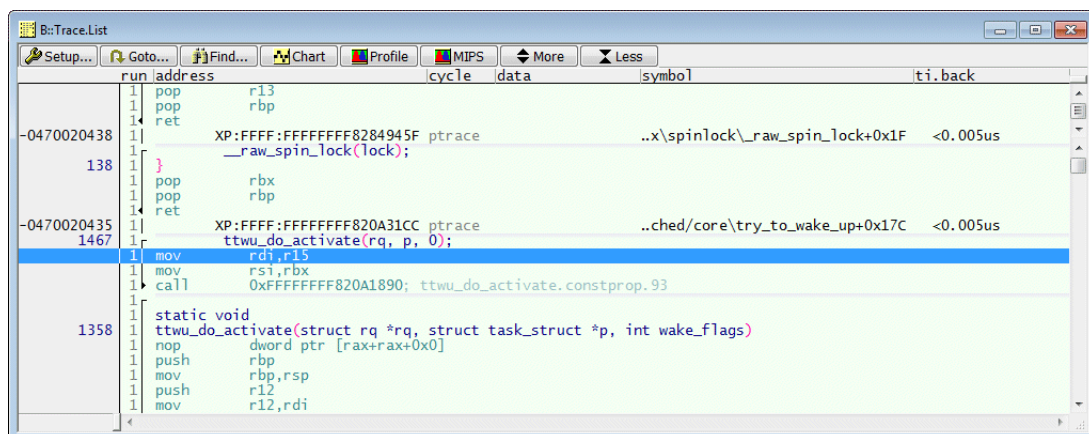 B::Trace.List
Setup... Goto... Find... Chart Profile MIPS More Less
run address cycle data symbol ti.back
1 pop r13
1 pop rbp
1 ret
-0470020438 1 XP:FFFF:FFFFFFFF8284945F ptrace ..x\spinlock\_raw_spin_lock+0x1F <0.005us
1 __raw_spin_lock(lock);
138 1 }
1 pop rbx
1 pop rbp
1 ret
-0470020435 1 XP:FFFF:FFFFFFFF820A31CC ptrace ..ched/core\try_to_wake_up+0x17C <0.005us
1467 1 ttwu_do_activate(rq, p, 0);
1 mov rdi,r15
1 mov rsi,rbx
1 call 0xFFFFFFFF820A1890; ttwu_do_activate.constprop.93
1
1 static void
1358 1 ttwu_do_activate(struct rq *rq, struct task_struct *p, int wake_flags)
1 nop dword ptr [rax+rax+0x0]
1 push rbp
1 mov rbp,rsp
1 push r12
1 mov r12,rdi